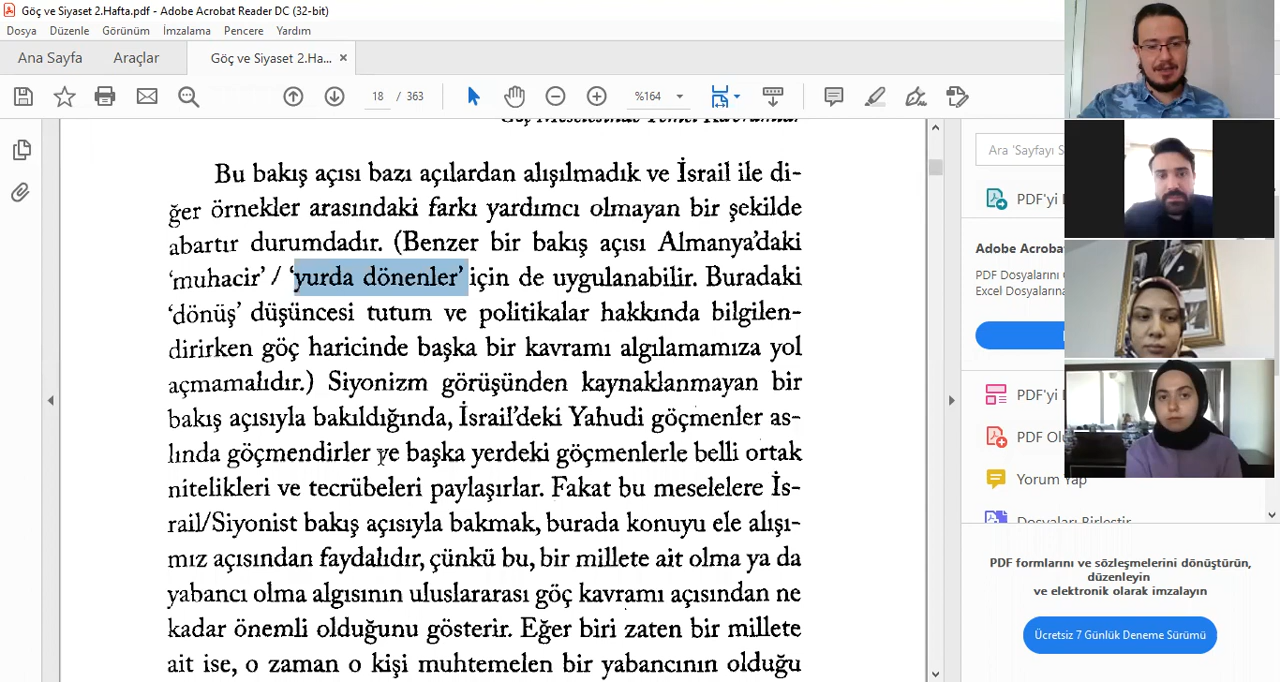 Göç ve Siyaset 2.Hafta.pdf - Adobe Acrobat Reader DC (32-bit)
Dosya Düzenle Görünüm İmzalama Pencere Yardım
Ana Sayfa Araçlar Göç ve Siyaset 2.Ha... ×
18 / 363 %164
Göç Meselesinde Temel Kavramlar
Bu bakış açısı bazı açılardan alışılmadık ve İsrail ile di-
ğer örnekler arasındaki farkı yardımcı olmayan bir şekilde
abartır durumdadır. (Benzer bir bakış açısı Almanya'daki
'muhacir' / 'yurda dönenler' için de uygulanabilir. Buradaki
'dönüş' düşüncesi tutum ve politikalar hakkında bilgilen-
dirirken göç haricinde başka bir kavramı algılamamıza yol
açmamalıdır.) Siyonizm görüşünden kaynaklanmayan bir
bakış açısıyla bakıldığında, İsrail'deki Yahudi göçmenler as-
lında göçmendirler ve başka yerdeki göçmenlerle belli ortak
nitelikleri ve tecrübeleri paylaşırlar. Fakat bu meselelere İs-
rail/Siyonist bakış açısıyla bakmak, burada konuyu ele alışı-
mız açısından faydalıdır, çünkü bu, bir millete ait olma ya da
yabancı olma algısının uluslararası göç kavramı açısından ne
kadar önemli olduğunu gösterir. Eğer biri zaten bir millete
ait ise, o zaman o kişi muhtemelen bir yabancının olduğu
Ara 'Sayfayı S
PDF'yi
Adobe Acroba
PDF Dosyalarını
Excel Dosyaların
PDF'yi
PDF Ol
Yorum Yap
Dosyaları Birleştir
PDF formlarını ve sözleşmelerini dönüştürün,
düzenleyin
ve elektronik olarak imzalayın
Ücretsiz 7 Günlük Deneme Sürümü